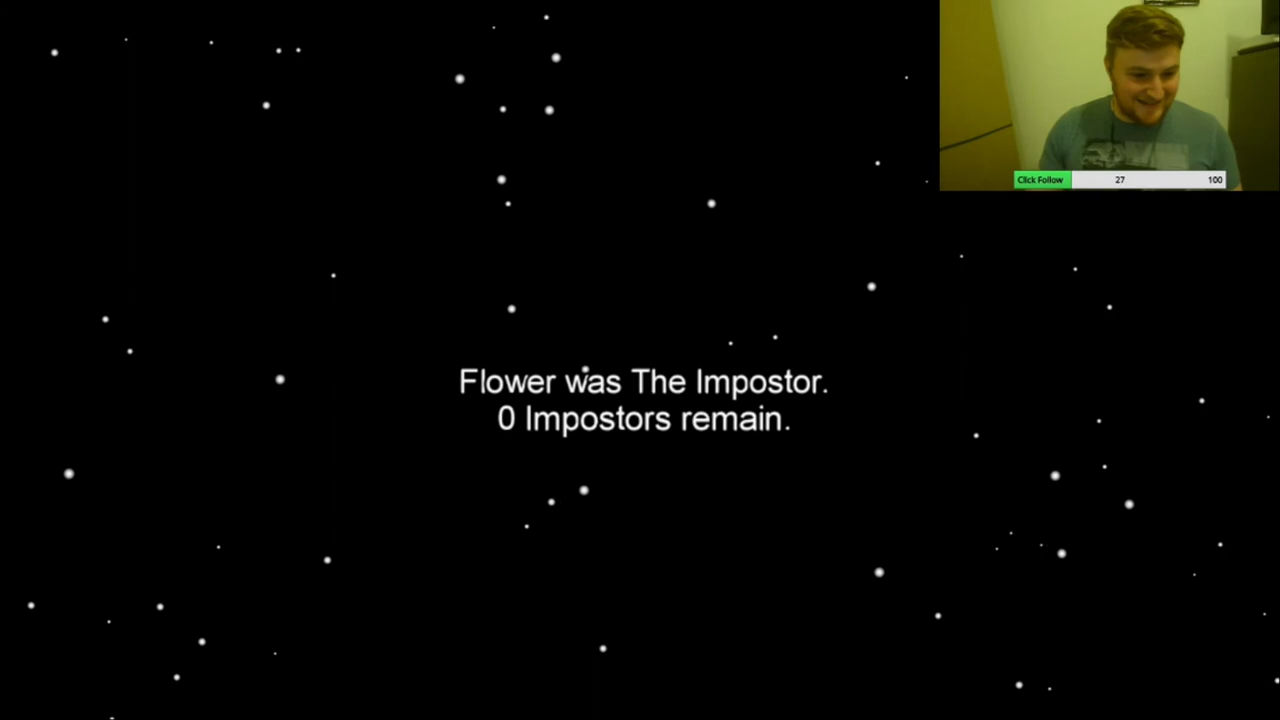 Click Follow 27 100
Flower was The Impostor.
0 Impostors remain.